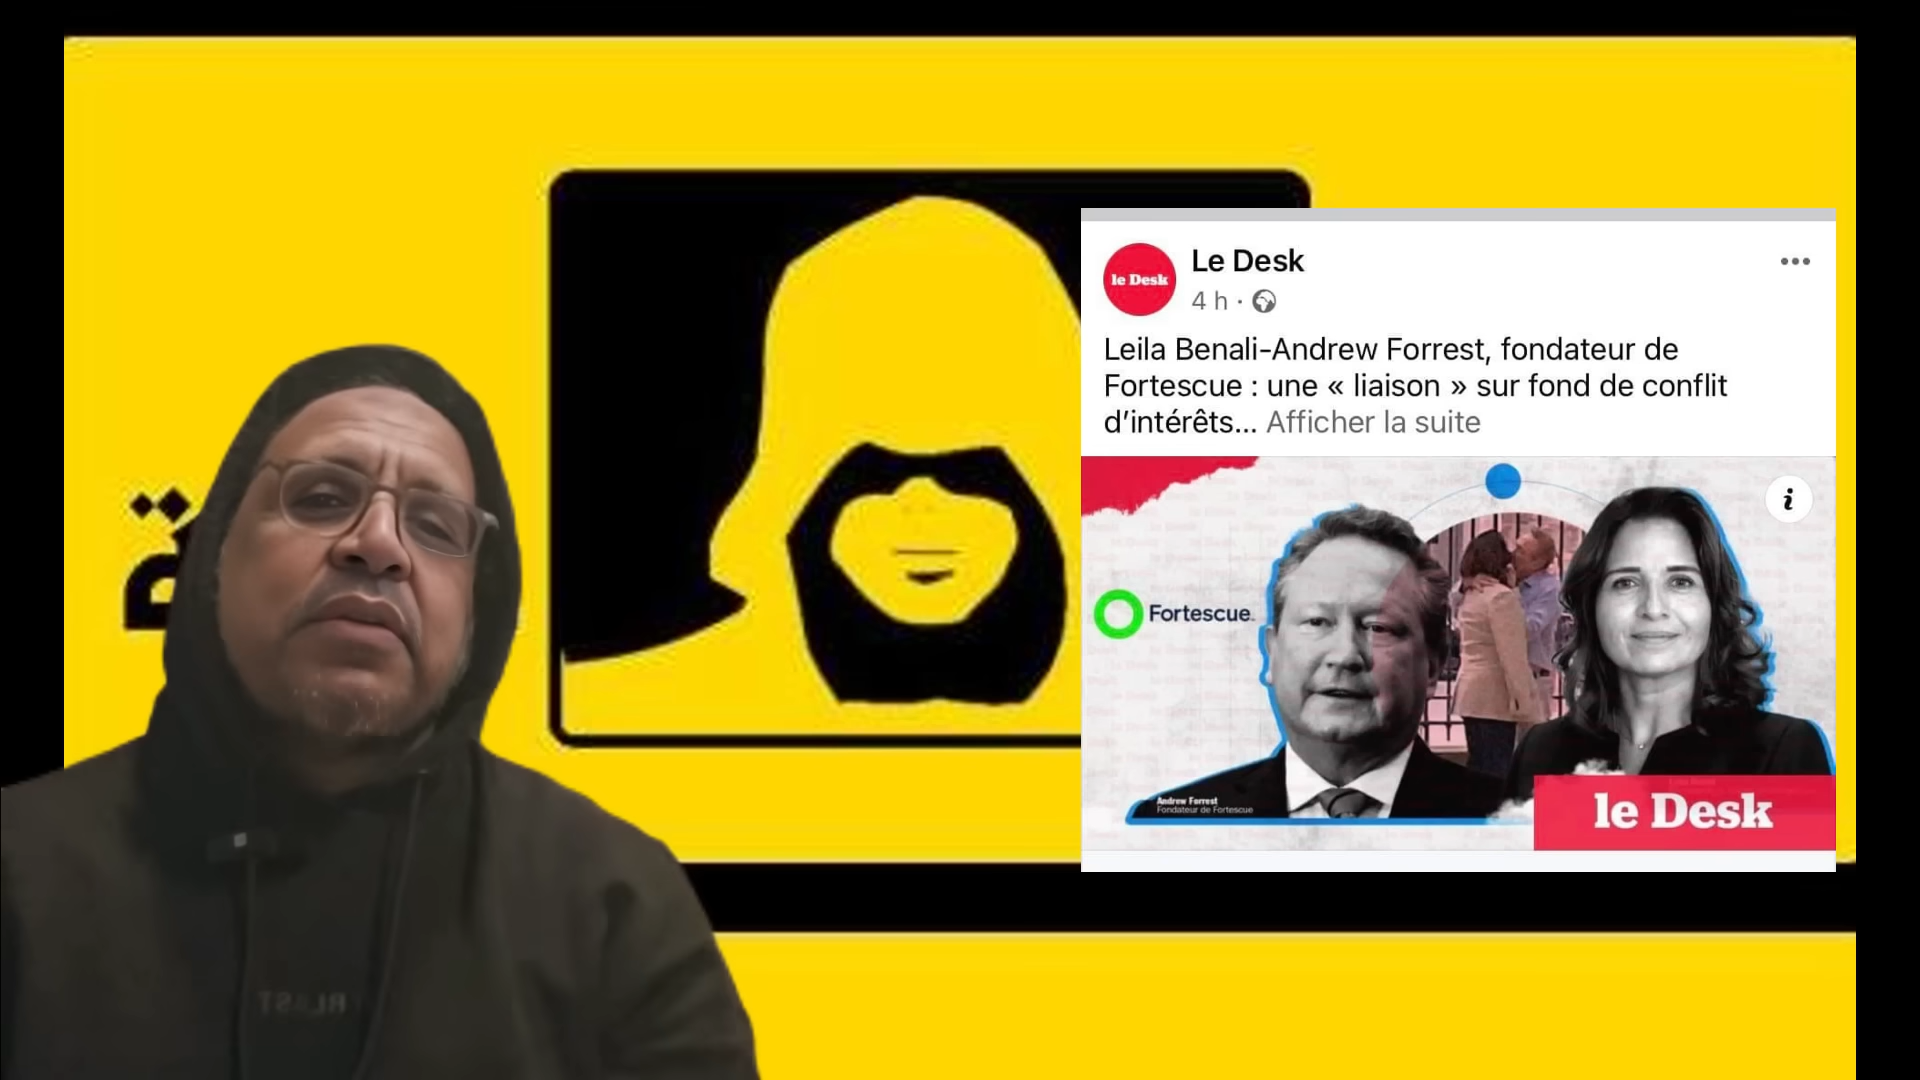 le Desk
Le Desk
4 h ·
Leila Benali-Andrew Forrest, fondateur de
Fortescue : une « liaison » sur fond de conflit
d’intérêts... Afficher la suite
Fortescue
Andrew Forrest
Fondateur de Fortescue
le Desk